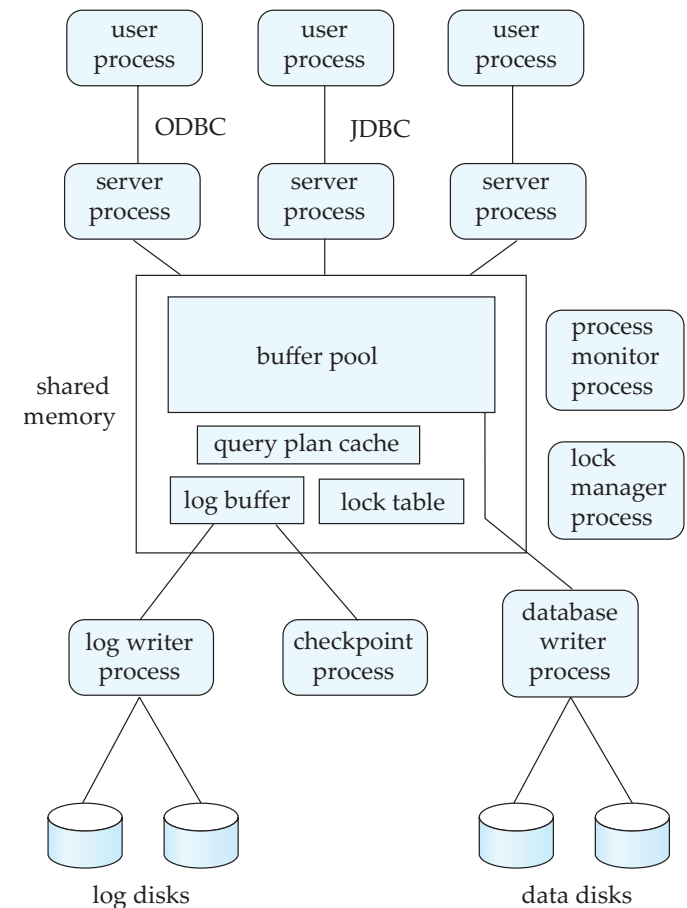 user
process
user
process
user
process
ODBC
JDBC
server
process
server
process
server
process
shared
memory
buffer pool
query plan cache
log buffer
lock table
process
monitor
process
lock
manager
process
log writer
process
checkpoint
process
database
writer
process
log disks
data disks